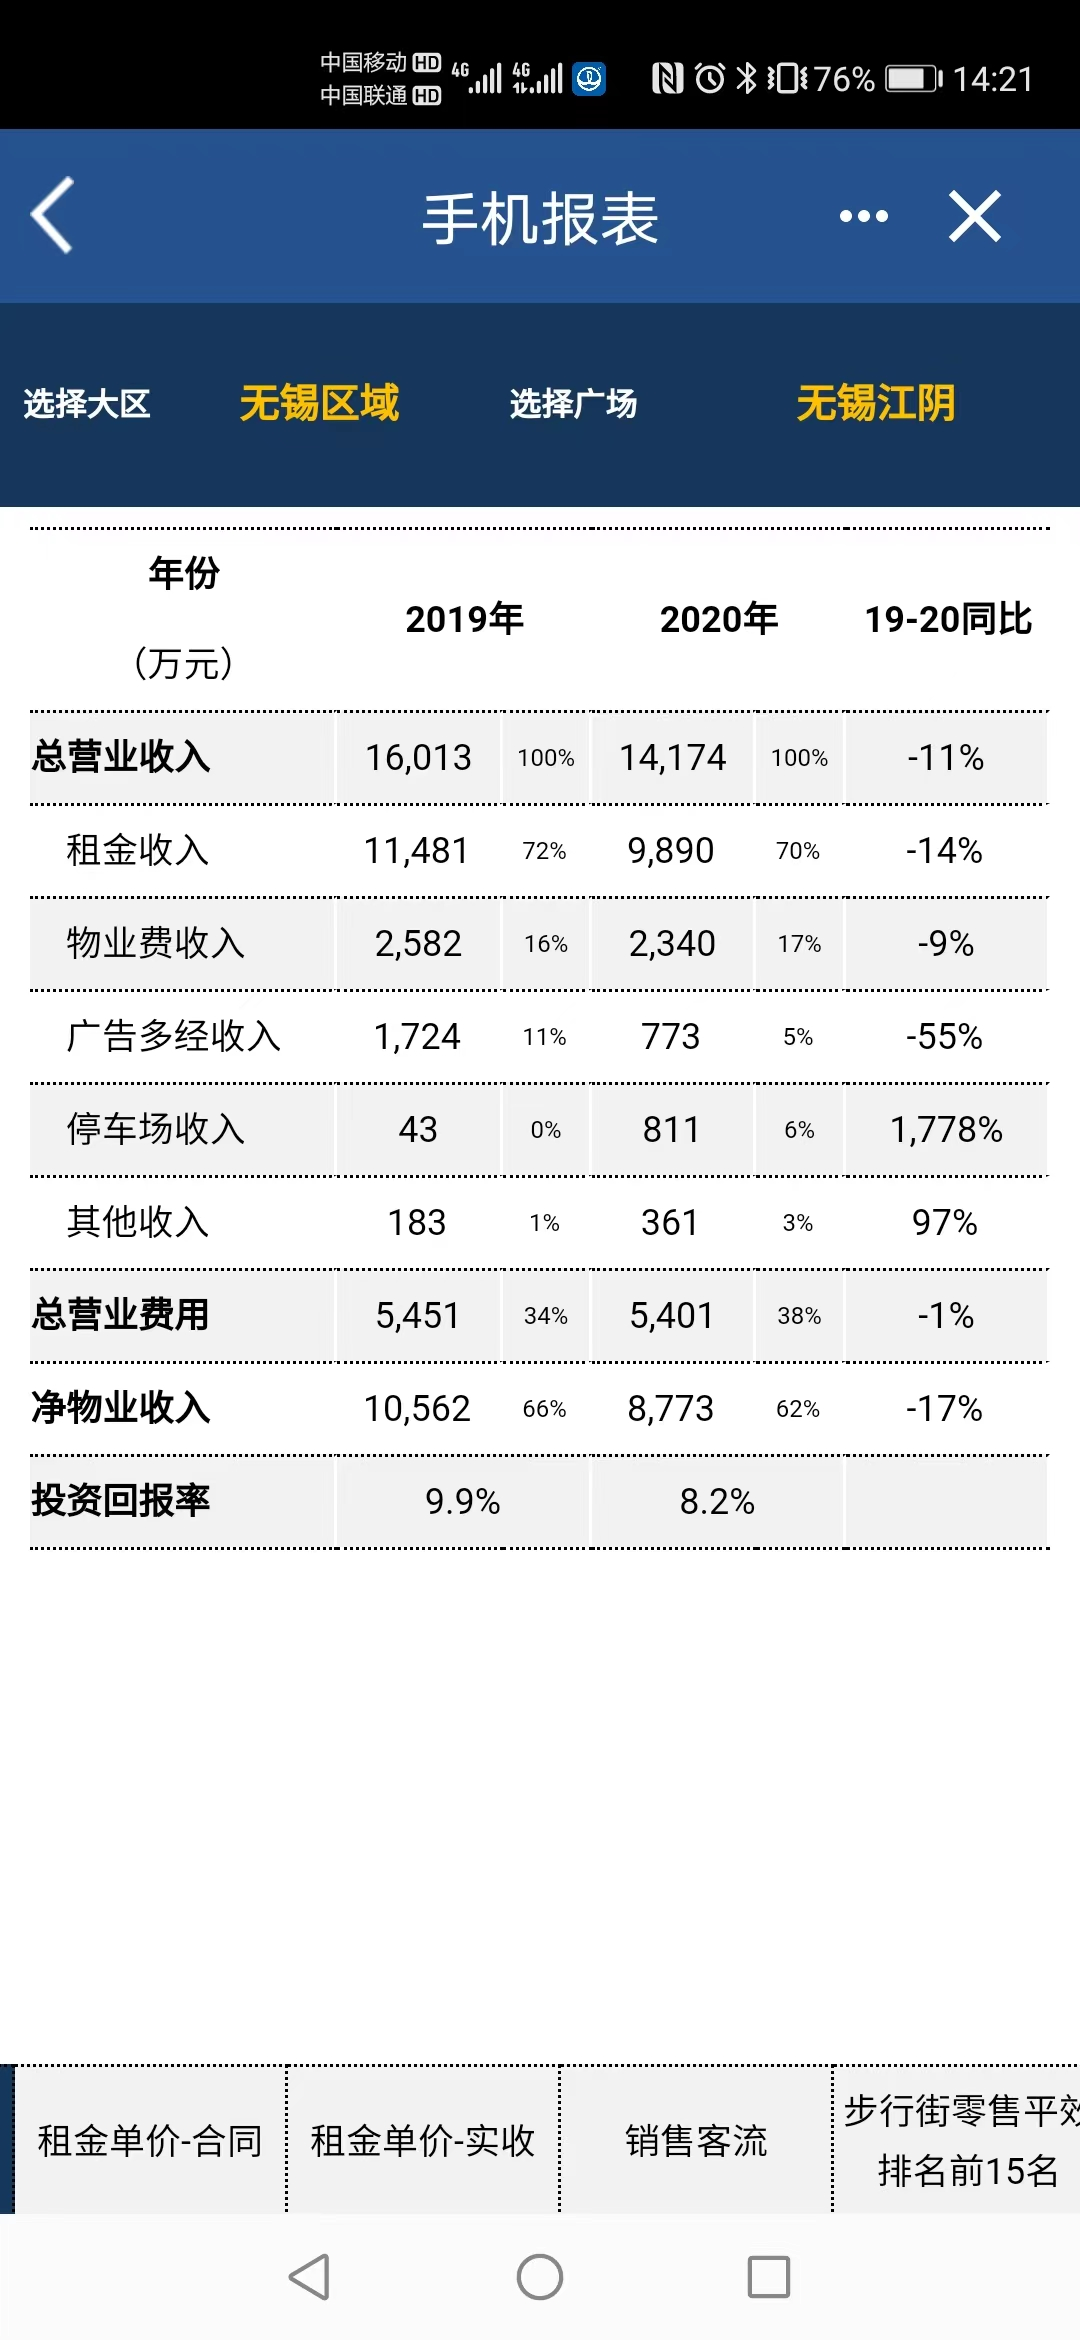 中国移动 HD 4G 4G 76% 14:21
中国联通 HD
手机报表
选择大区 无锡区域 选择广场 无锡江阴
年份
(万元) 2019年 2020年 19-20同比
总营业收入 16,013 100% 14,174 100% -11%
租金收入 11,481 72% 9,890 70% -14%
物业费收入 2,582 16% 2,340 17% -9%
广告多经收入 1,724 11% 773 5% -55%
停车场收入 43 0% 811 6% 1,778%
其他收入 183 1% 361 3% 97%
总营业费用 5,451 34% 5,401 38% -1%
净物业收入 10,562 66% 8,773 62% -17%
投资回报率 9.9% 8.2%
租金单价-合同 租金单价-实收 销售客流 步行街零售平效
排名前15名